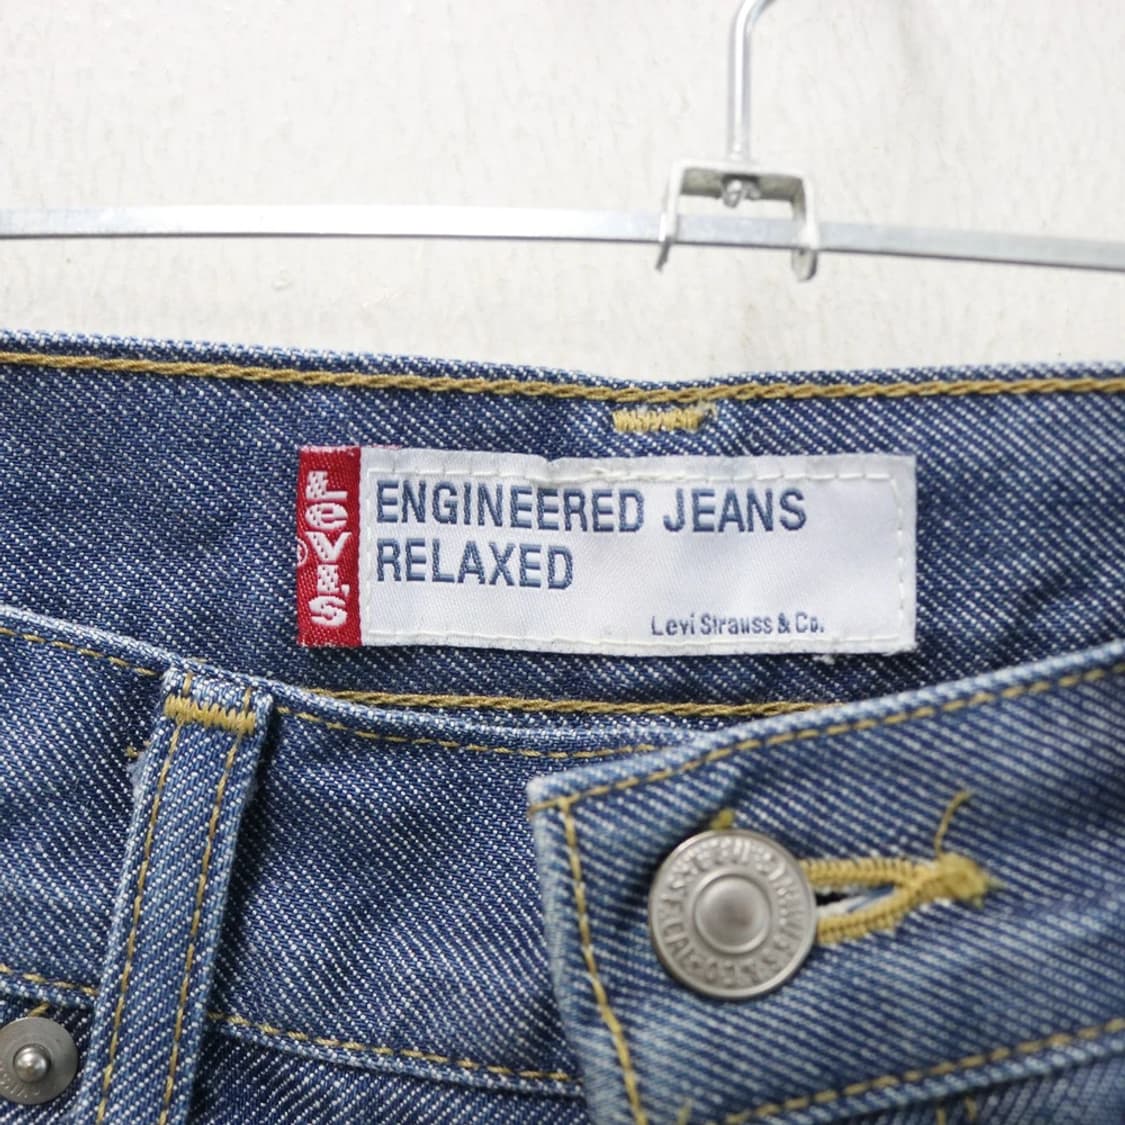 LEVI'S
®
ENGINEERED JEANS
RELAXED
Levi Strauss & Co.